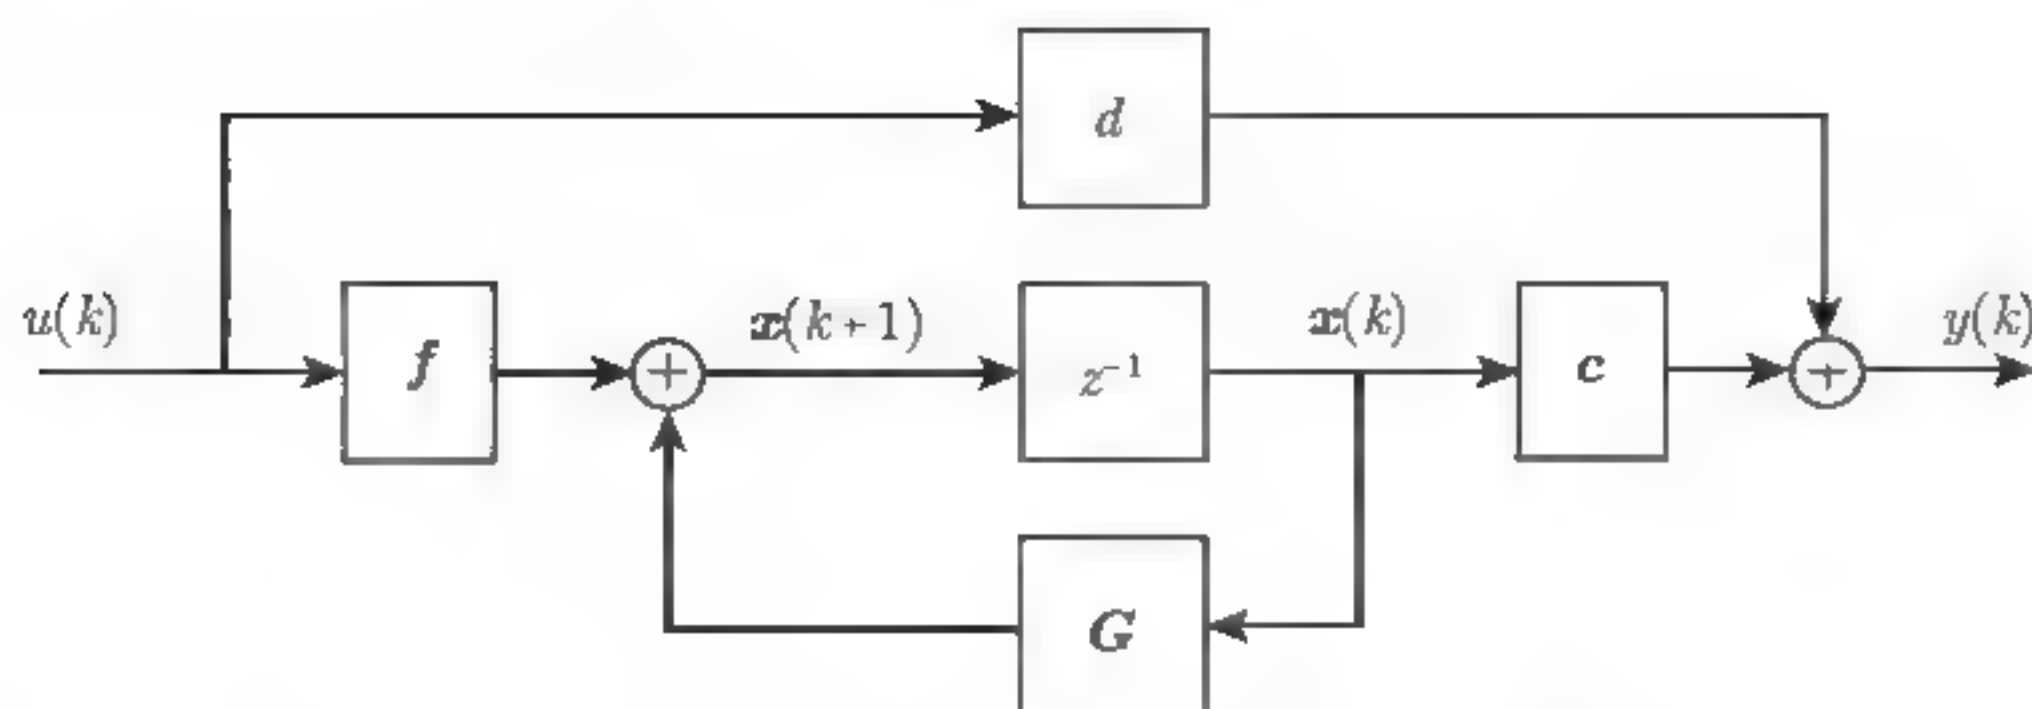 d
u(k)
f
+
x(k+1)
z⁻¹
x(k)
c
+
y(k)
G